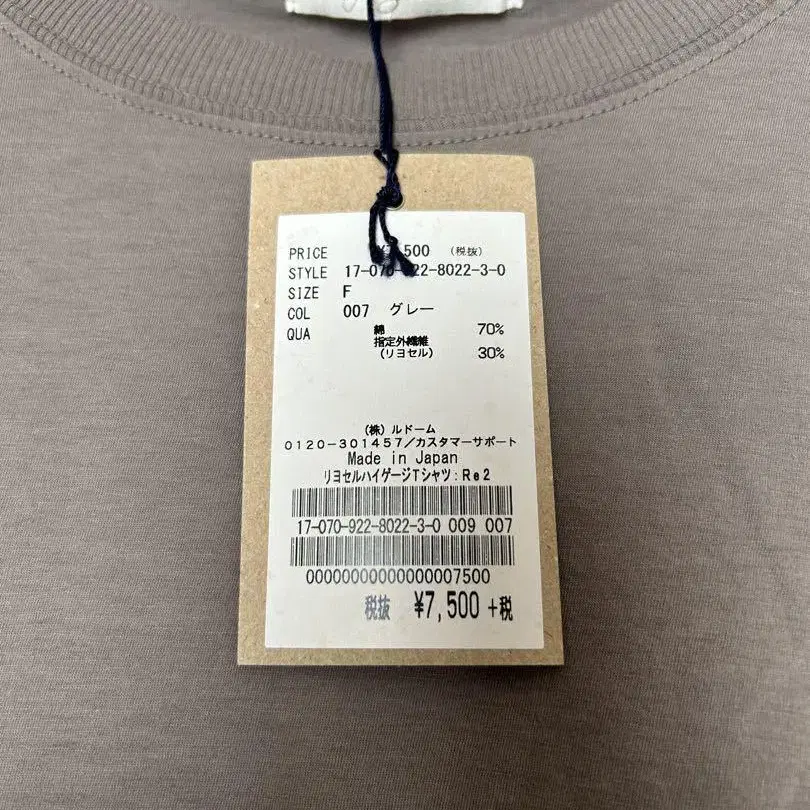 PRICE ¥7,500 （税抜）
STYLE 17-070-922-8022-3-0
SIZE F
COL 007 グレー
QUA 綿 70%
指定外繊維
（リヨセル） 30%
（株）ルドーム
0120-301457／カスタマーサポート
Made in Japan
リヨセルハイゲージTシャツ:Re2
17-070-922-8022-3-0 009 007
00000000000000007500
税抜 ¥7,500 +税